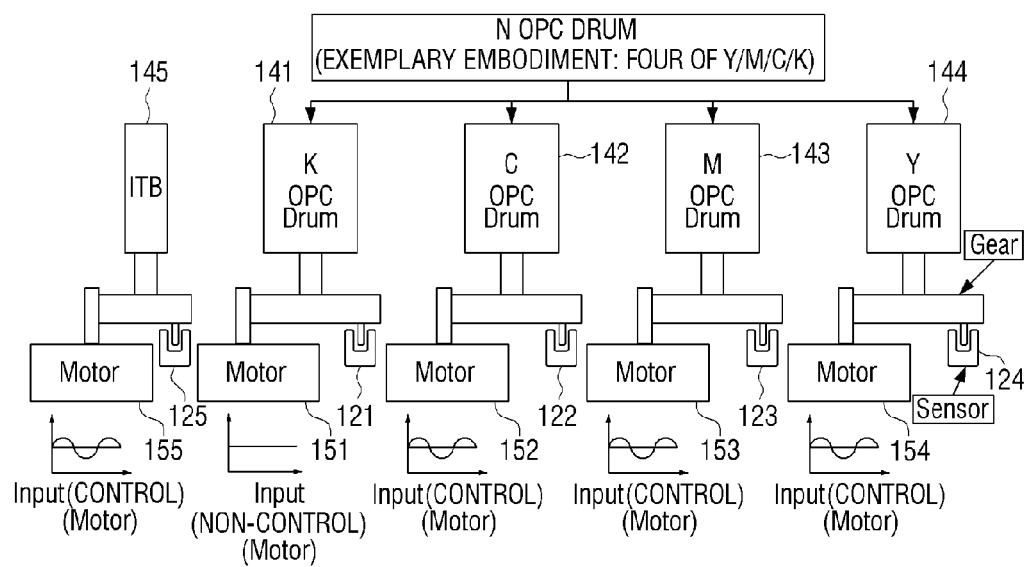 N OPC DRUM
(EXEMPLARY EMBODIMENT: FOUR OF Y/M/C/K)
145
141
144
ITB
K
OPC
Drum
C
OPC
Drum
142
M
OPC
Drum
143
Y
OPC
Drum
Gear
Motor
125
Motor
121
Motor
122
Motor
123
Motor
124
Sensor
155
151
152
153
154
Input(CONTROL)
(Motor)
Input
(NON-CONTROL)
(Motor)
Input(CONTROL)
(Motor)
Input(CONTROL)
(Motor)
Input(CONTROL)
(Motor)